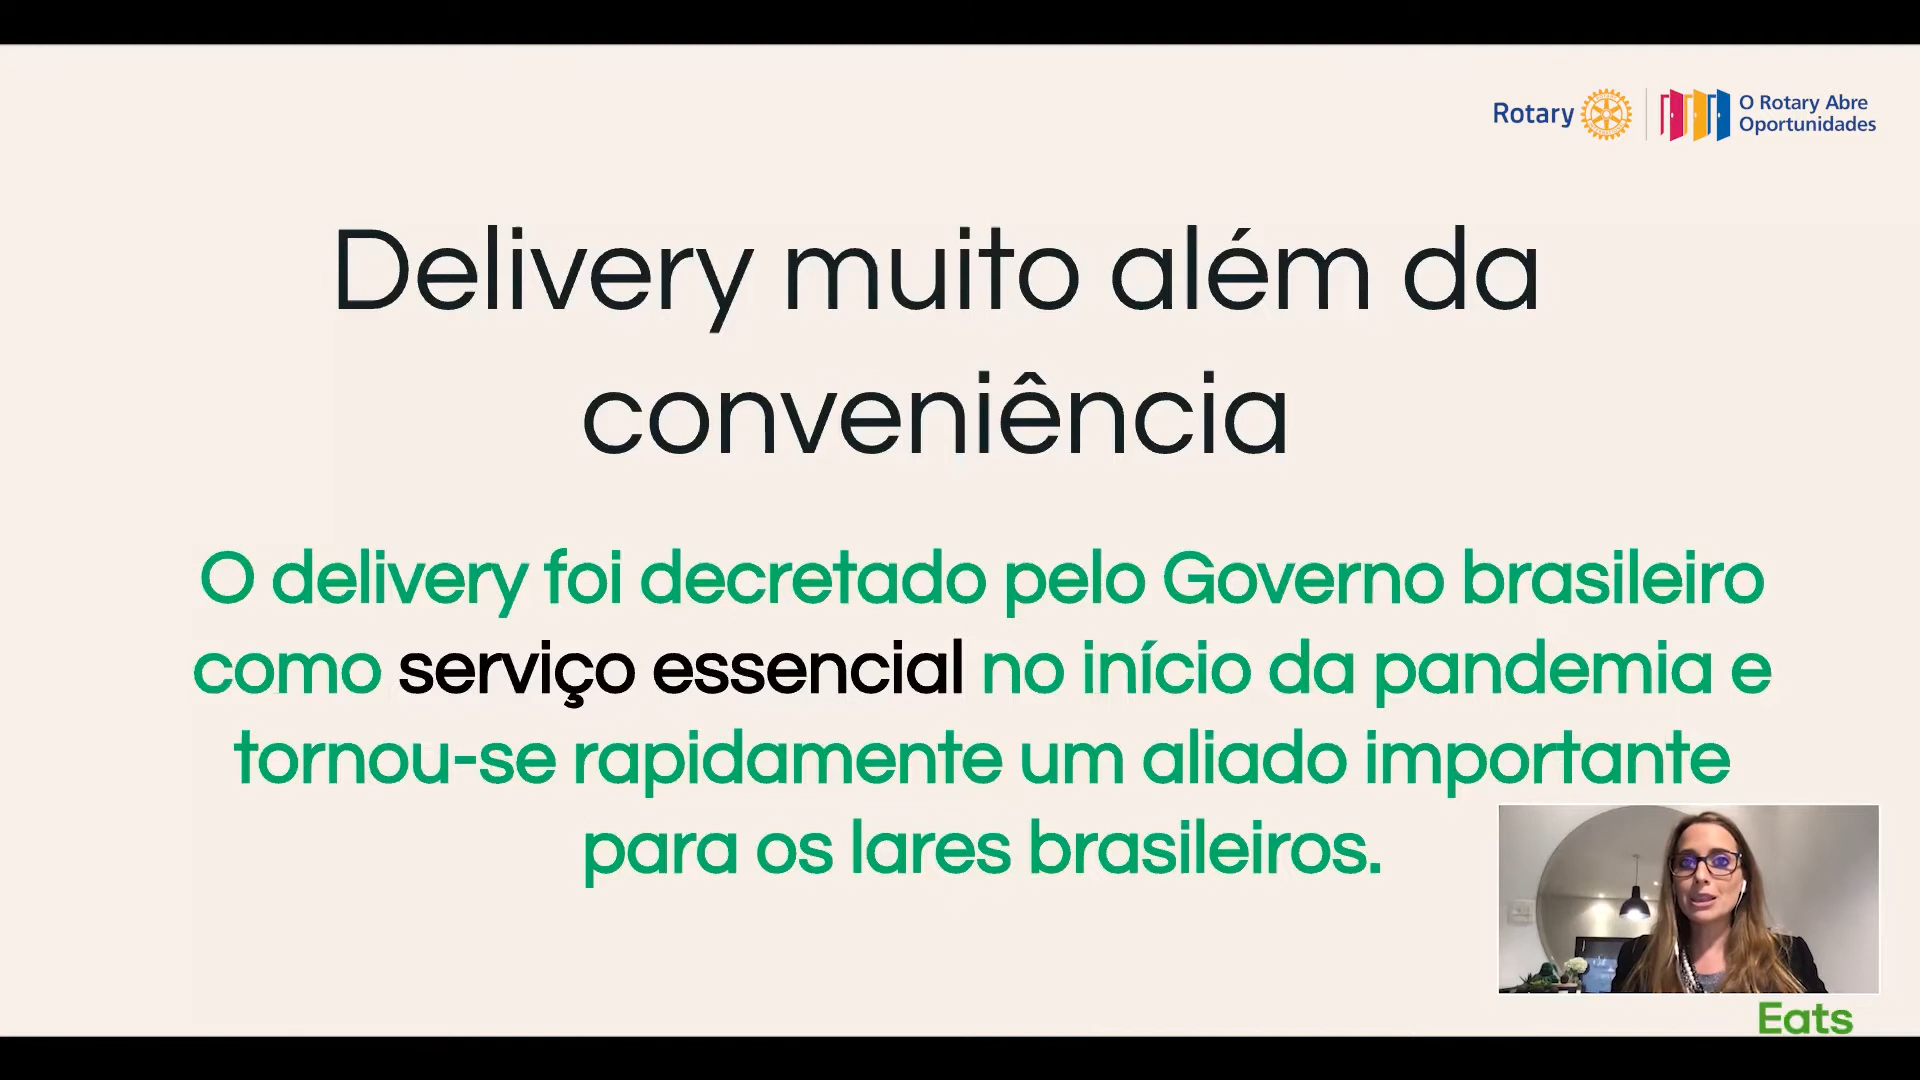 Rotary
O Rotary Abre
Oportunidades
Delivery muito além da
conveniência
O delivery foi decretado pelo Governo brasileiro
como serviço essencial no início da pandemia e
tornou-se rapidamente um aliado importante
para os lares brasileiros.
Eats